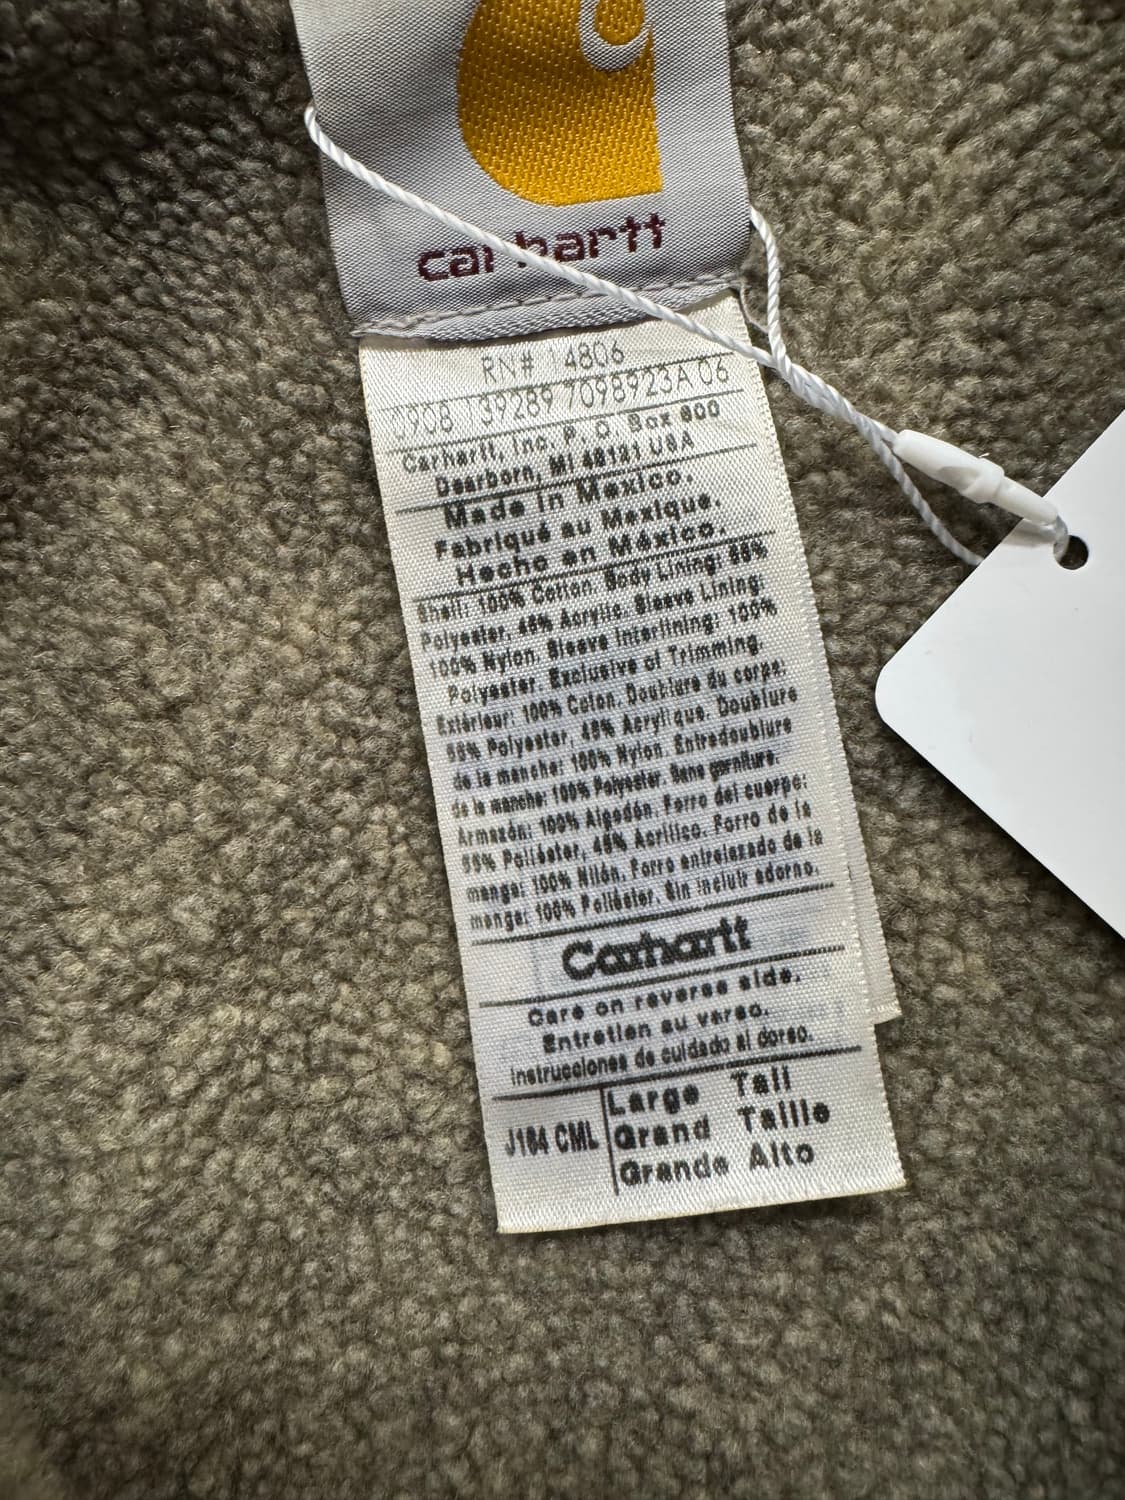 carhartt
RN# 14806
0908 139289 7098923A 06
Carhartt, Inc. P. O. Box 600
Dearborn, MI 48121 USA
Made in Mexico.
Fabriqué au Mexique.
Hecho en México.
Shell: 100% Cotton. Body Lining: 55%
Polyester, 45% Acrylic. Sleeve Lining:
100% Nylon. Sleeve Interlining: 100%
Polyester. Exclusive of Trimming.
Extérieur: 100% Coton. Doublure du corps:
55% Polyester, 45% Acrylique. Doublure
de la manche: 100% Nylon. Entredoublure
de la manche: 100% Polyester. Sans garniture.
Armazón: 100% Algodón. Forro del cuerpo:
55% Poliéster, 45% Acrílico. Forro de la
manga: 100% Nilón. Forro entrelazado de la
manga: 100% Poliéster. Sin incluir adorno.
Carhartt
Care on reverse side.
Entretien au verso.
Instrucciones de cuidado al dorso.
J184 CML
Large Tall
Grand Taille
Grande Alto